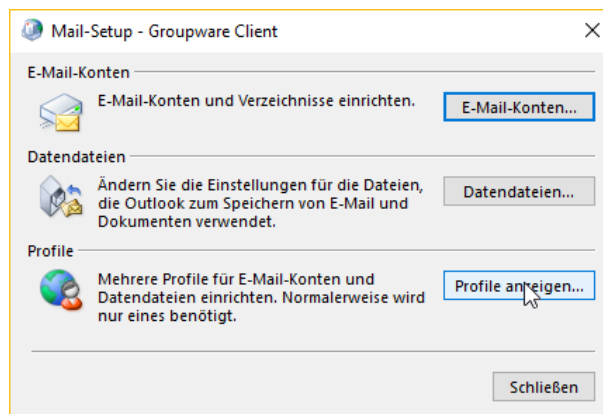 Mail-Setup - Groupware Client
E-Mail-Konten
E-Mail-Konten und Verzeichnisse einrichten.
E-Mail-Konten...
Datendateien
Ändern Sie die Einstellungen für die Dateien,
die Outlook zum Speichern von E-Mail und
Dokumenten verwendet.
Datendateien...
Profile
Mehrere Profile für E-Mail-Konten und
Datendateien einrichten. Normalerweise wird
nur eines benötigt.
Profile anzeigen...
Schließen